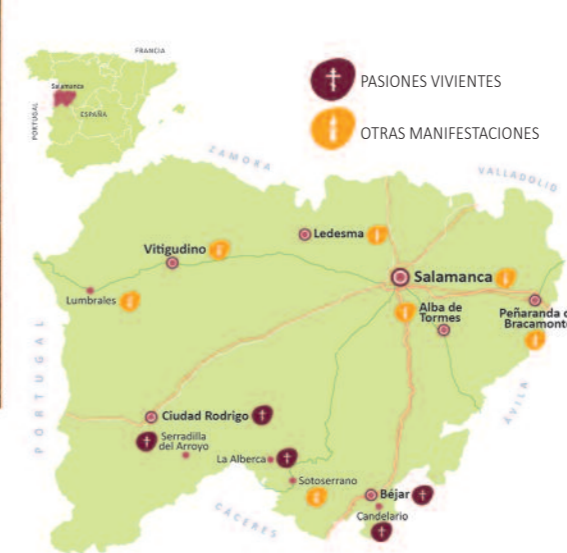 FRANCIA
Salamanca
ESPAÑA
PORTUGAL
PASIONES VIVIENTES
OTRAS MANIFESTACIONES
ZAMORA
VALLADOLID
Ledesma
Vitigudino
Salamanca
Lumbrales
Alba de
Tormes
Peñaranda d
Bracamonte
PORTUGAL
ÁVILA
Ciudad Rodrigo
Serradilla
del Arroyo
La Alberca
Sotoserrano
Béjar
Candelario
CÁCERES